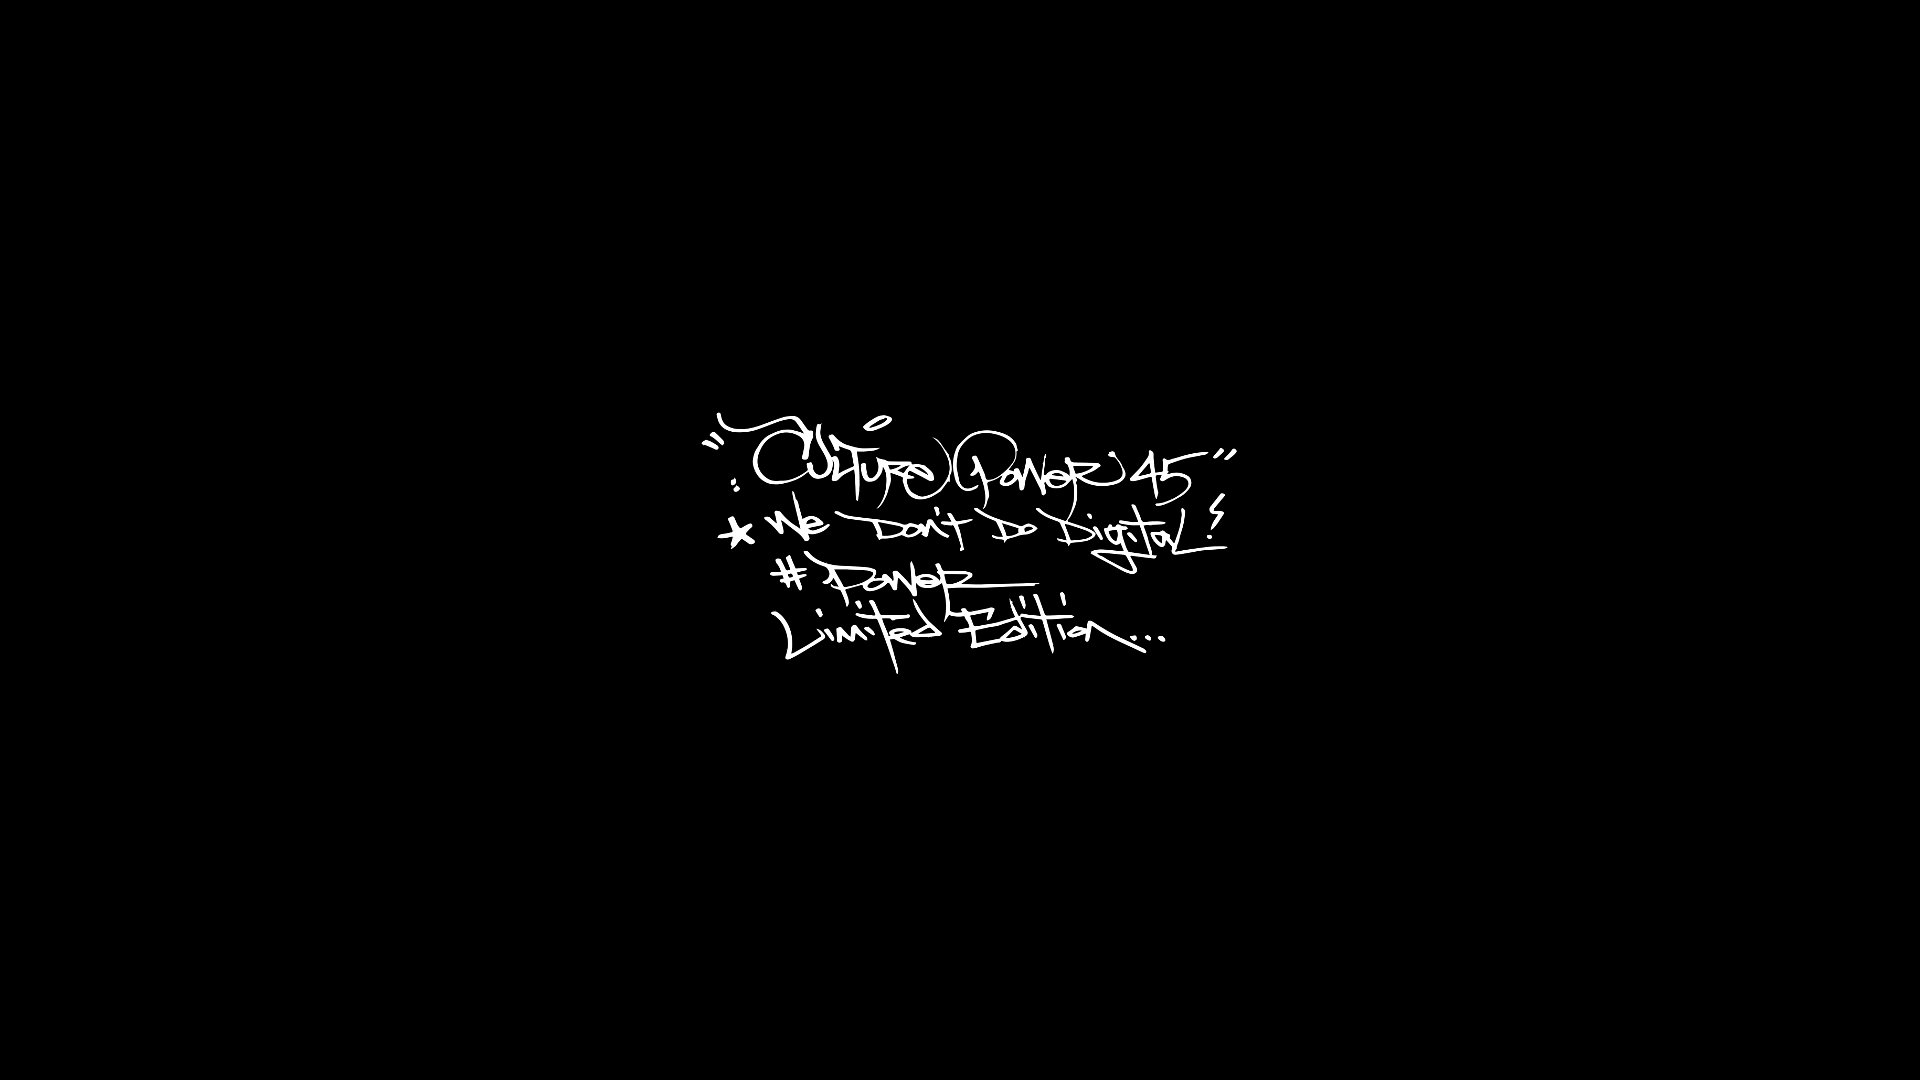 "Culture Power 45"
★ We Don't Do Digital!
# Power
Limited Edition...